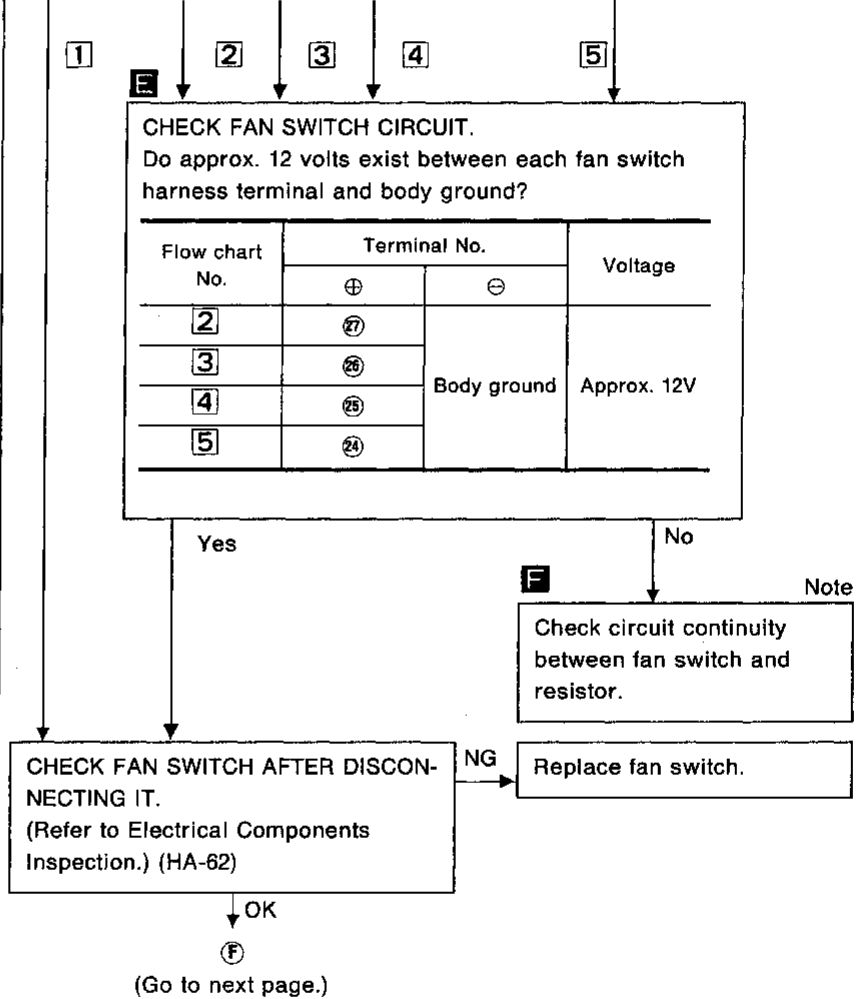 1 2 3 4 5
E
CHECK FAN SWITCH CIRCUIT.
Do approx. 12 volts exist between each fan switch
harness terminal and body ground?
Flow chart No.
Terminal No.
Voltage
⊕ ⊖
2 ㉗
3 ㉖
4 ㉕
5 ㉔
Body ground
Approx. 12V
Yes
No
F
Note
Check circuit continuity
between fan switch and
resistor.
CHECK FAN SWITCH AFTER DISCON-
NECTING IT.
(Refer to Electrical Components
Inspection.) (HA-62)
NG
Replace fan switch.
OK
Ⓕ
(Go to next page.)